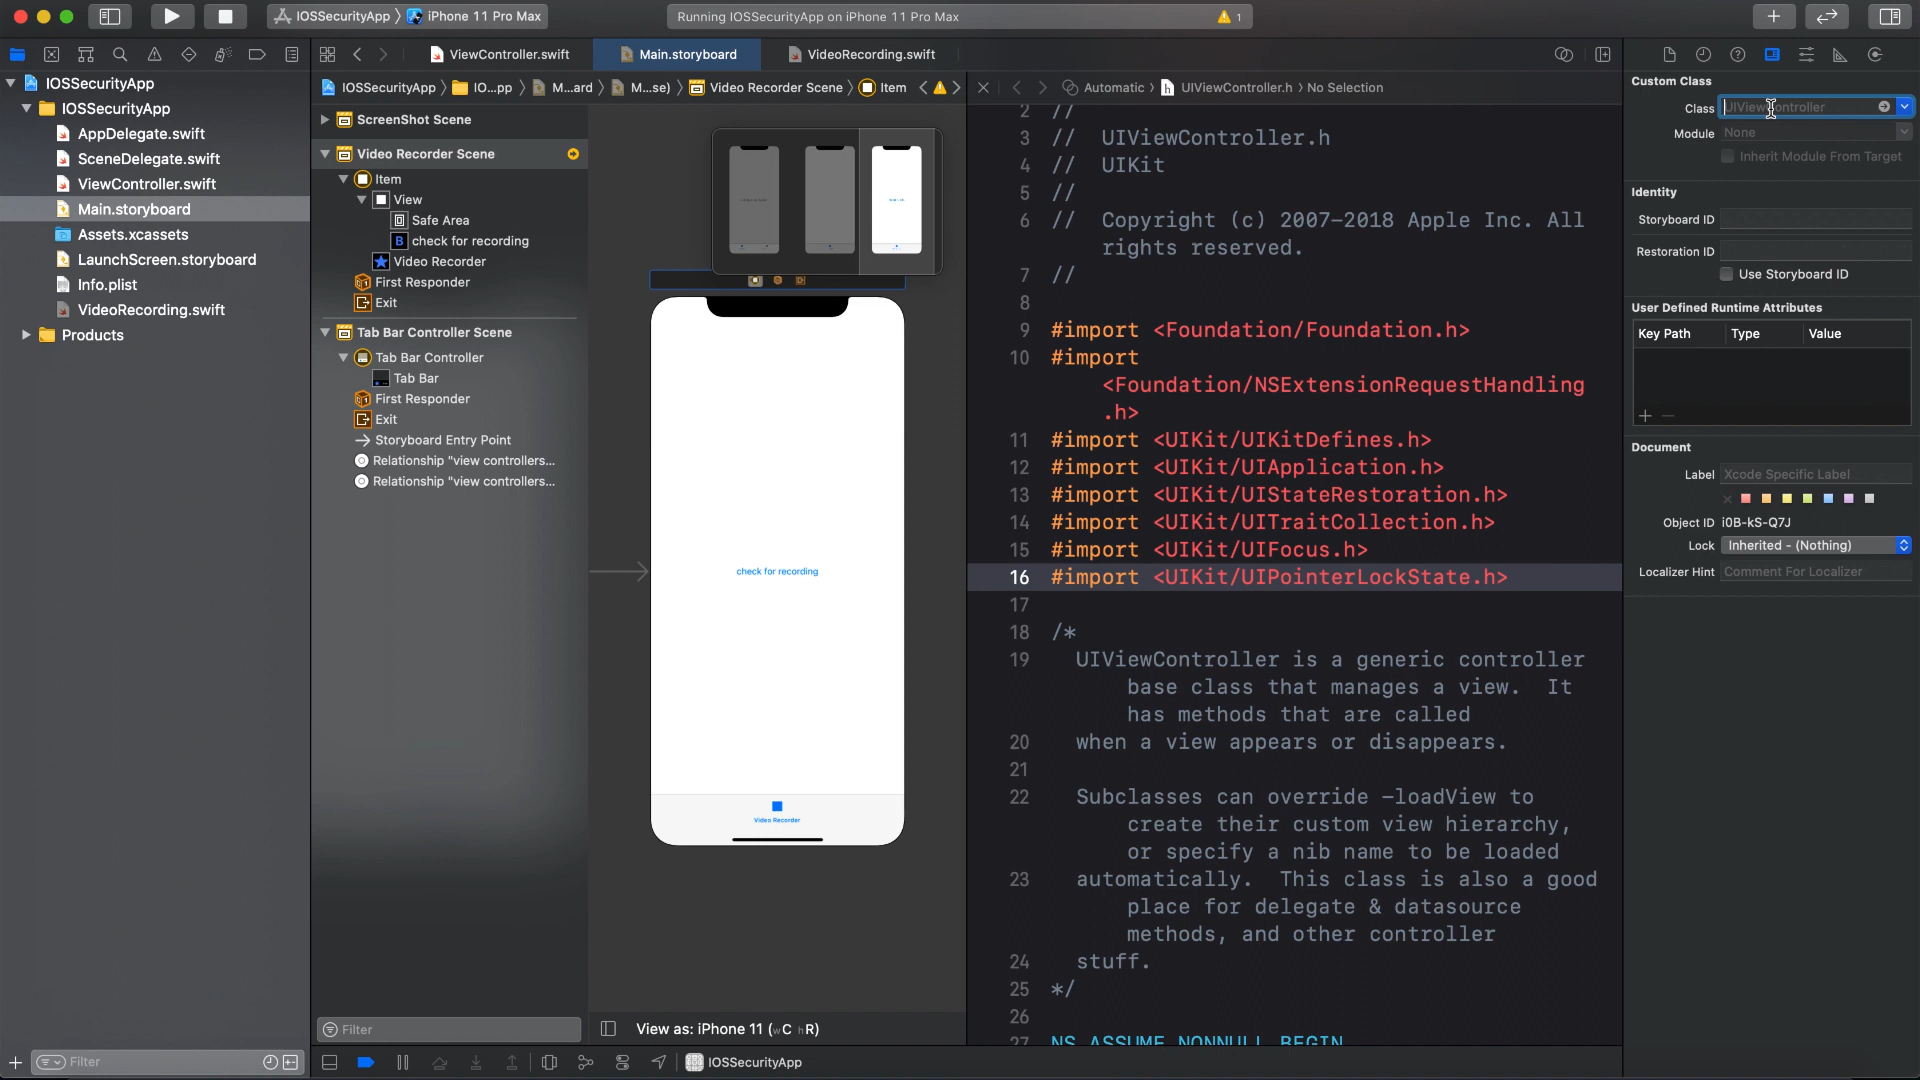 IOSSecurityApp
iPhone 11 Pro Max
Running IOSSecurityApp on iPhone 11 Pro Max
1
ViewController.swift
Main.storyboard
VideoRecording.swift
IOSSecurityApp
IOSSecurityApp
AppDelegate.swift
SceneDelegate.swift
ViewController.swift
Main.storyboard
Assets.xcassets
LaunchScreen.storyboard
Info.plist
VideoRecording.swift
Products
Filter
IOSSecurityApp
IO...pp
M...ard
M...se)
Video Recorder Scene
Item
ScreenShot Scene
Video Recorder Scene
Item
View
Safe Area
B check for recording
Video Recorder
First Responder
Exit
Tab Bar Controller Scene
Tab Bar Controller
Tab Bar
First Responder
Exit
Storyboard Entry Point
Relationship "view controllers...
Relationship "view controllers...
Filter
check for recording
Video Recorder
View as: iPhone 11 (wC hR)
IOSSecurityApp
Automatic
UIViewController.h
No Selection
2 //
3 //  UIViewController.h
4 //  UIKit
5 //
6 //  Copyright (c) 2007-2018 Apple Inc. All
rights reserved.
7 //
8
9 #import <Foundation/Foundation.h>
10 #import
<Foundation/NSExtensionRequestHandling
.h>
11 #import <UIKit/UIKitDefines.h>
12 #import <UIKit/UIApplication.h>
13 #import <UIKit/UIStateRestoration.h>
14 #import <UIKit/UITraitCollection.h>
15 #import <UIKit/UIFocus.h>
16 #import <UIKit/UIPointerLockState.h>
17
18 /*
19 UIViewController is a generic controller
base class that manages a view.  It
has methods that are called
20 when a view appears or disappears.
21
22 Subclasses can override -loadView to
create their custom view hierarchy,
or specify a nib name to be loaded
23 automatically.  This class is also a good
place for delegate & datasource
methods, and other controller
24 stuff.
25 */
26
27 NS_ASSUME_NONNULL_BEGIN
Custom Class
Class UIViewController
Module None
Inherit Module From Target
Identity
Storyboard ID
Restoration ID
Use Storyboard ID
User Defined Runtime Attributes
Key Path Type Value
Document
Label Xcode Specific Label
Object ID i0B-kS-Q7J
Lock Inherited - (Nothing)
Localizer Hint Comment For Localizer